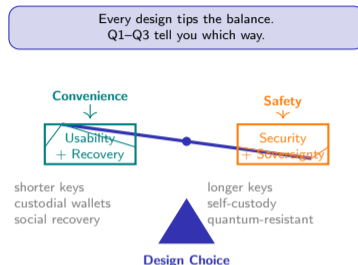 Every design tips the balance.
Q1–Q3 tell you which way.
Convenience
Safety
Usability
+ Recovery
Security
+ Sovereignty
shorter keys
custodial wallets
social recovery
longer keys
self-custody
quantum-resistant
Design Choice